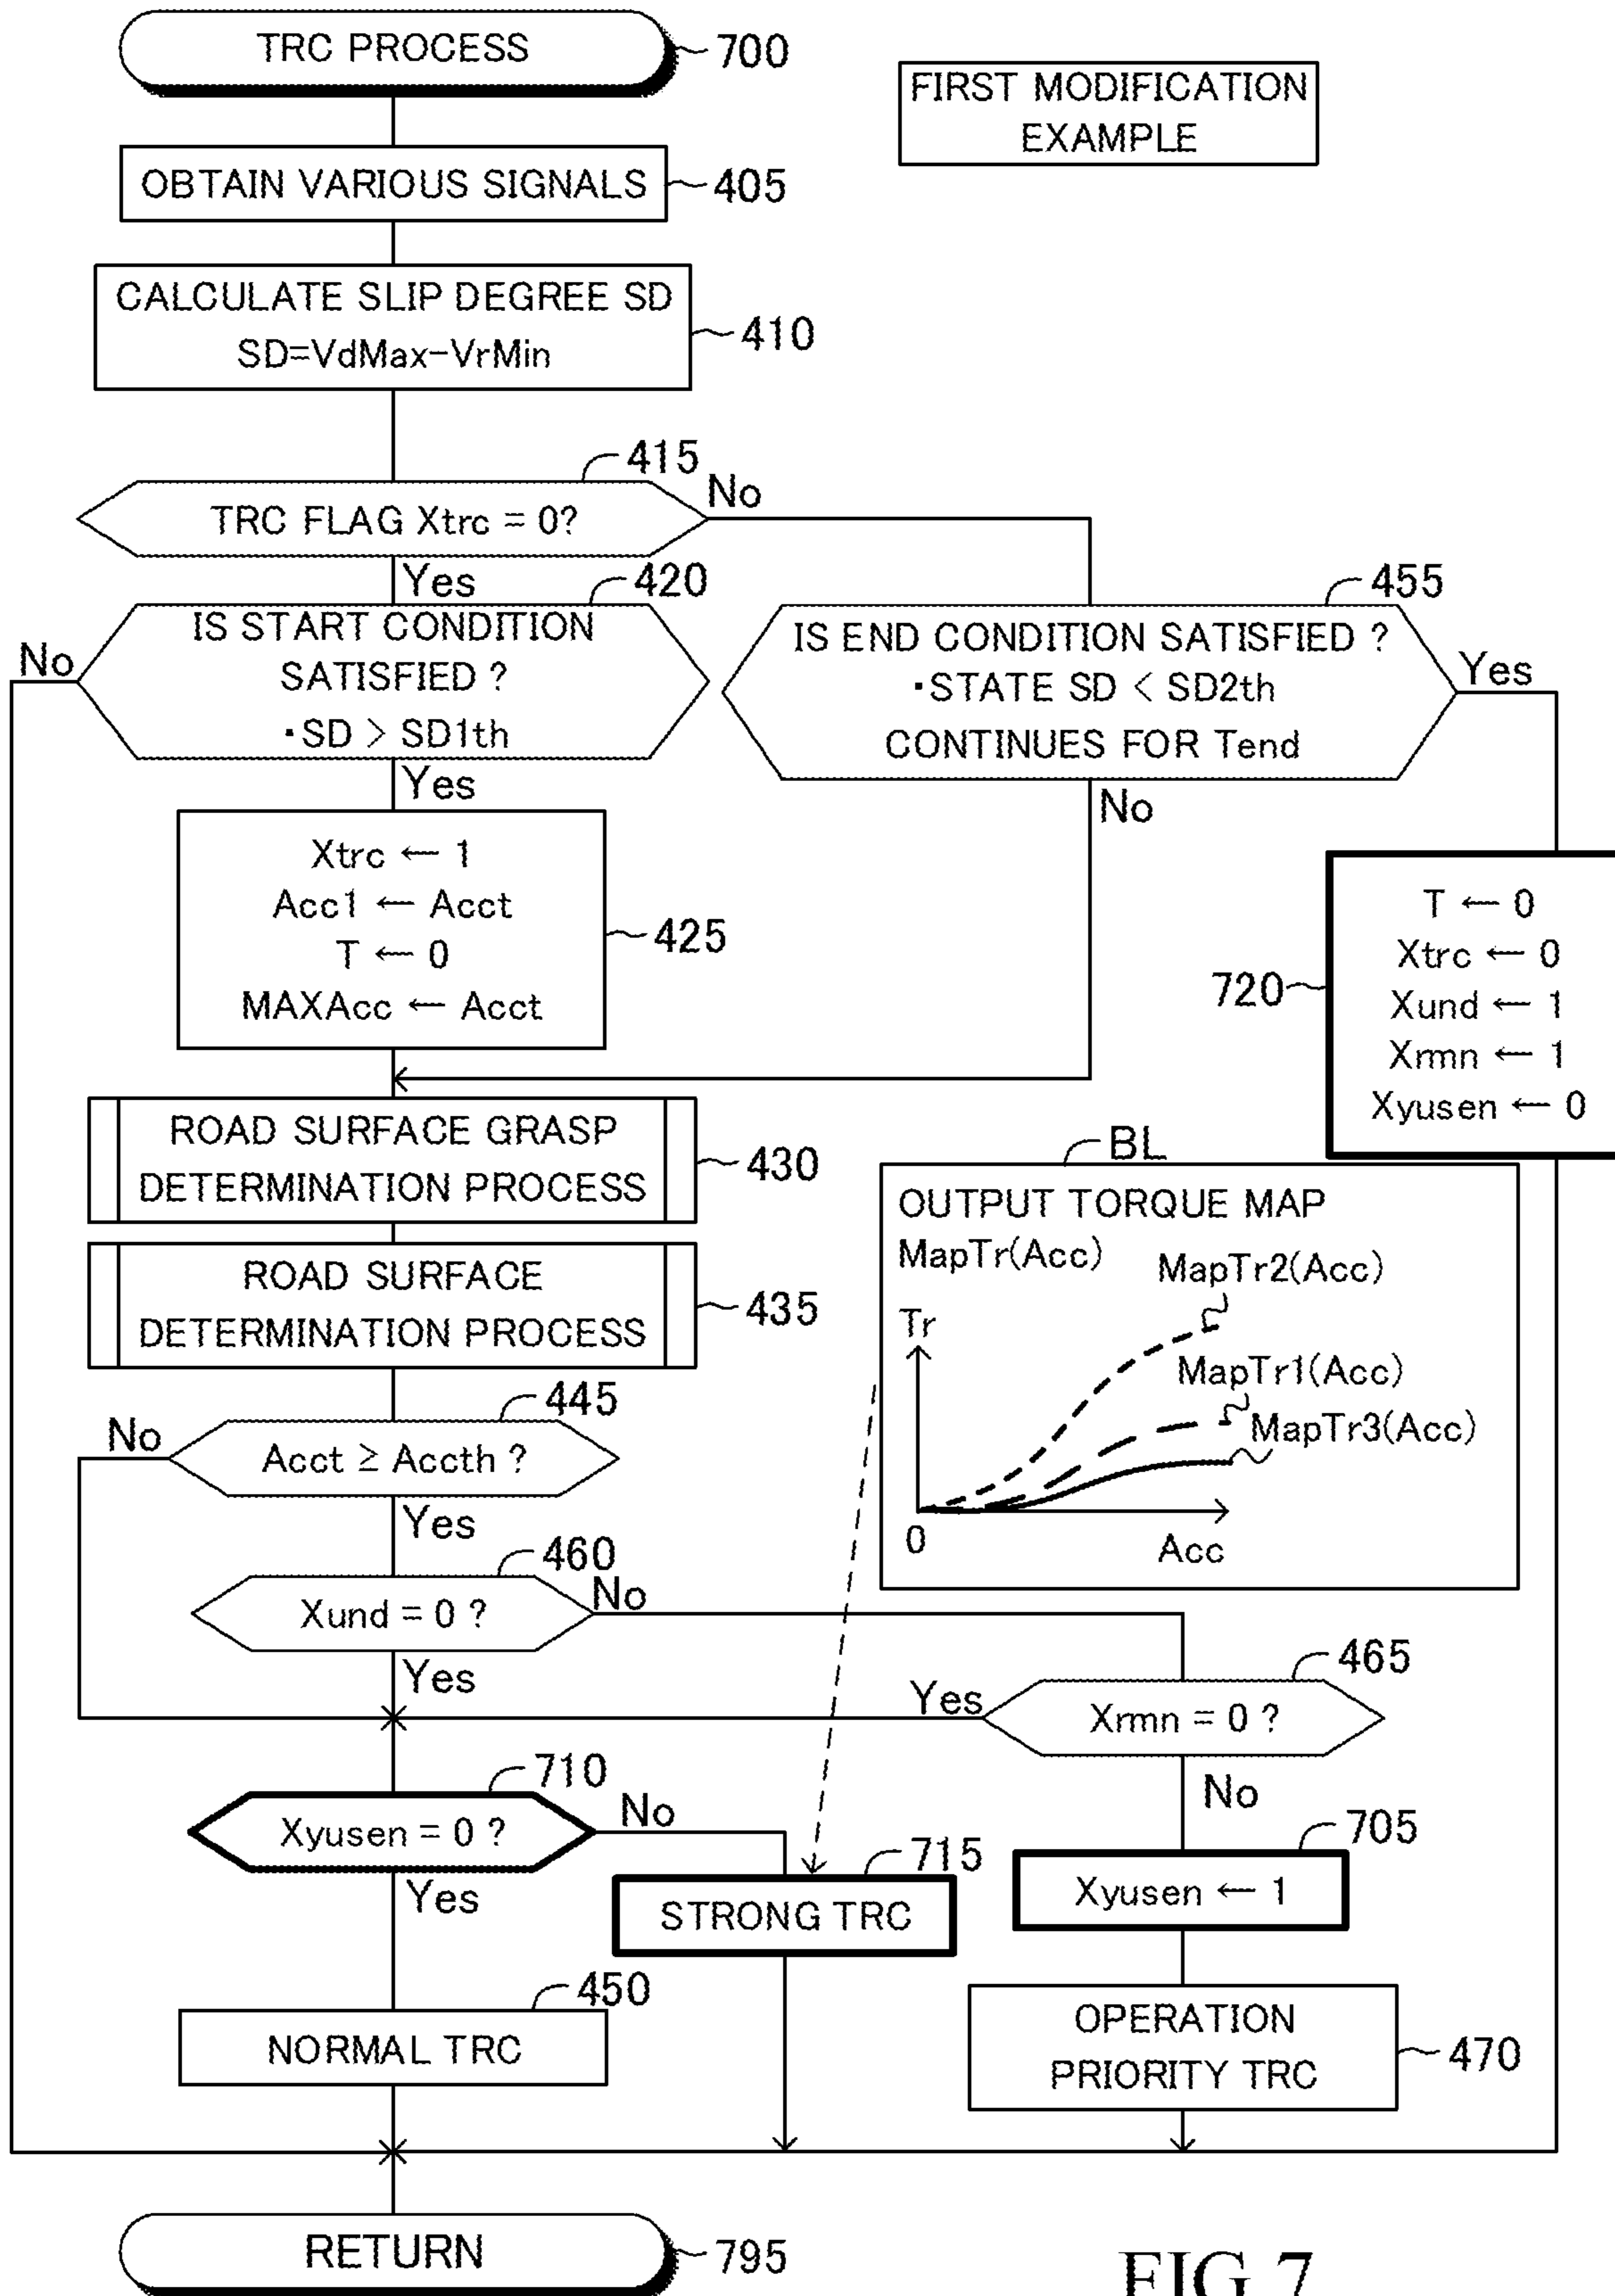 TRC PROCESS
700
FIRST MODIFICATION
EXAMPLE
OBTAIN VARIOUS SIGNALS
405
CALCULATE SLIP DEGREE SD
SD=VdMax-VrMin
410
415
TRC FLAG Xtrc = 0?
No
Yes
420
IS START CONDITION
SATISFIED ?
・SD > SD1th
No
Yes
455
IS END CONDITION SATISFIED ?
・STATE SD < SD2th
CONTINUES FOR Tend
Yes
No
Xtrc ← 1
Acc1 ← Acct
T ← 0
MAXAcc ← Acct
425
T ← 0
Xtrc ← 0
Xund ← 1
Xrmn ← 1
Xyusen ← 0
720
ROAD SURFACE GRASP
DETERMINATION PROCESS
430
ROAD SURFACE
DETERMINATION PROCESS
435
BL
OUTPUT TORQUE MAP
MapTr(Acc)
MapTr2(Acc)
Tr
MapTr1(Acc)
MapTr3(Acc)
0
Acc
445
No
Acct ≥ Accth ?
Yes
460
No
Xund = 0 ?
Yes
465
Yes
Xrmn = 0 ?
No
710
No
Xyusen = 0 ?
Yes
715
STRONG TRC
705
Xyusen ← 1
450
NORMAL TRC
OPERATION
PRIORITY TRC
470
RETURN
795
FIG.7